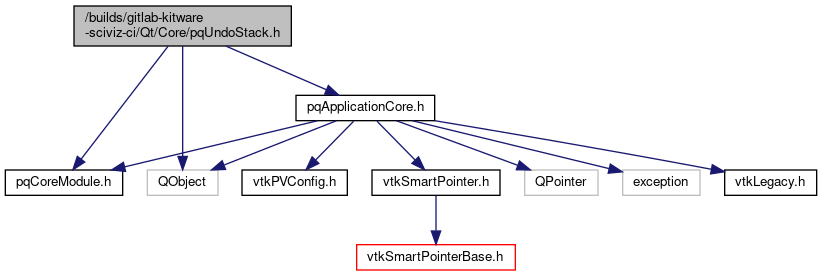 /builds/gitlab-kitware
-sciviz-ci/Qt/Core/pqUndoStack.h
pqApplicationCore.h
pqCoreModule.h
QObject
vtkPVConfig.h
vtkSmartPointer.h
QPointer
exception
vtkLegacy.h
vtkSmartPointerBase.h